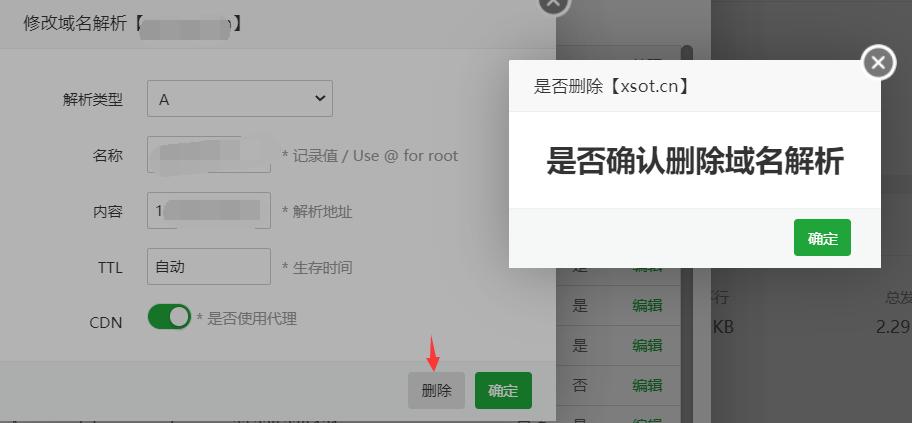 修改域名解析【
】
解析类型
A
名称
* 记录值 / Use @ for root
内容
1
* 解析地址
TTL
自动
* 生存时间
CDN
* 是否使用代理
删除
确定
是否删除【xsot.cn】
是否确认删除域名解析
确定
是 编辑
是 编辑
是 编辑
否 编辑
是 编辑
行
总发
KB
2.29